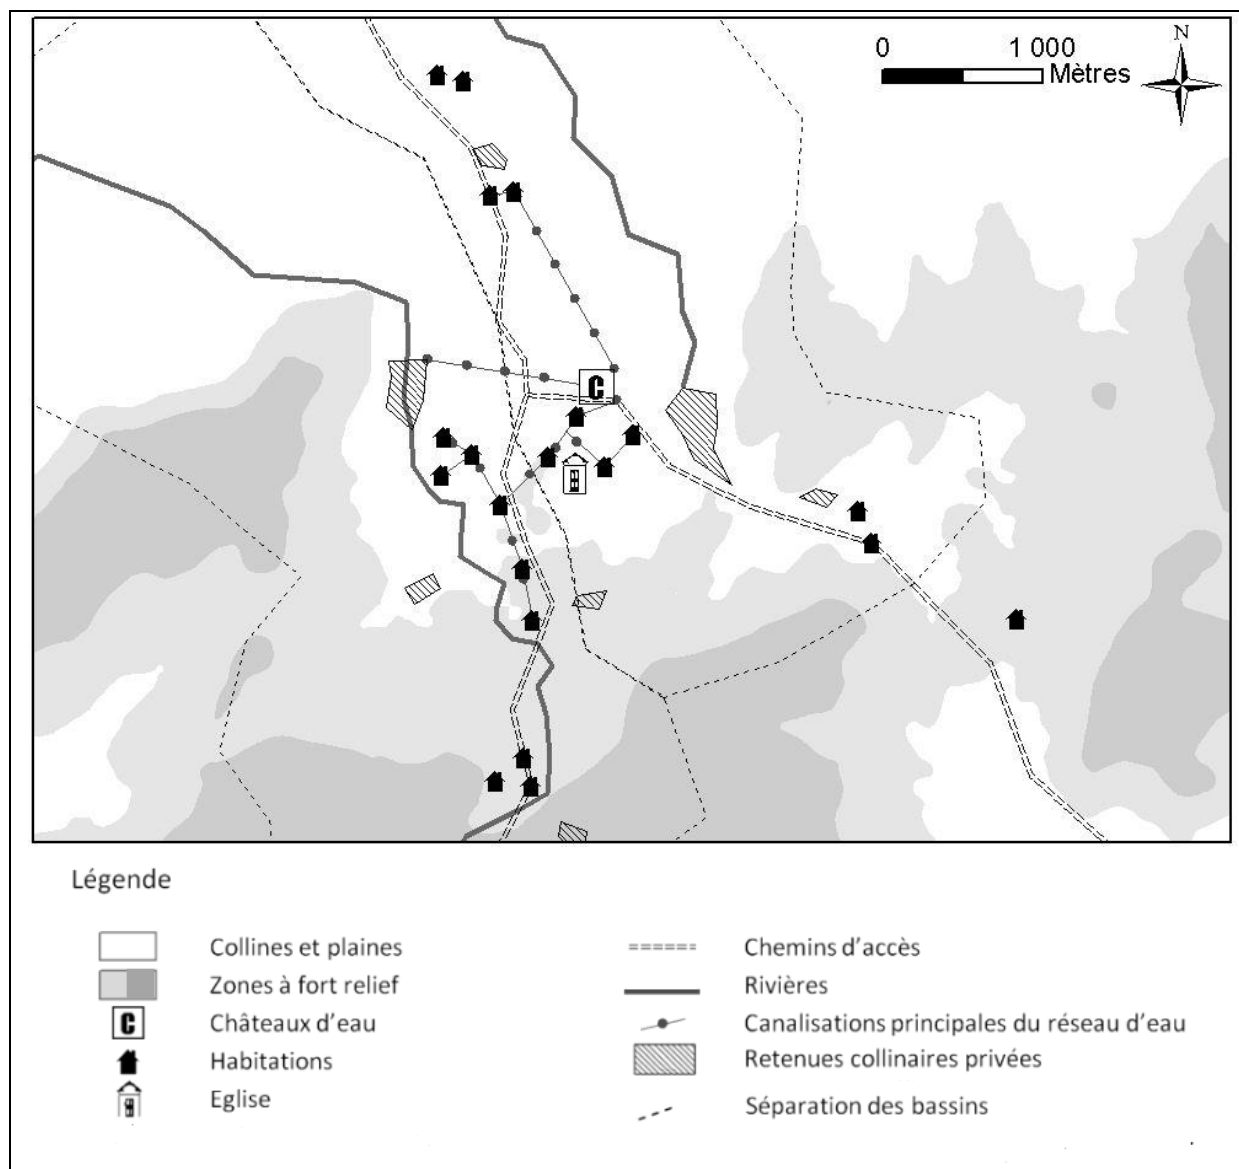 N
0 1 000
Mètres
C
Légende
Collines et plaines
Zones à fort relief
C Châteaux d'eau
Habitations
Eglise
Chemins d'accès
Rivières
Canalisations principales du réseau d'eau
Retenues collinaires privées
Séparation des bassins